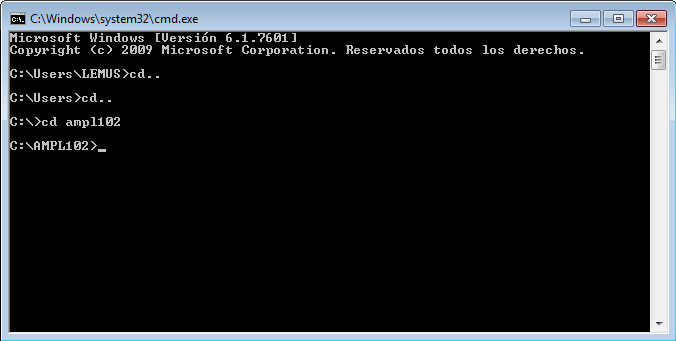 C:\Windows\system32\cmd.exe
Microsoft Windows [Versión 6.1.7601]
Copyright (c) 2009 Microsoft Corporation. Reservados todos los derechos.
C:\Users\LEMUS>cd..
C:\Users>cd..
C:\>cd ampl102
C:\AMPL102>_